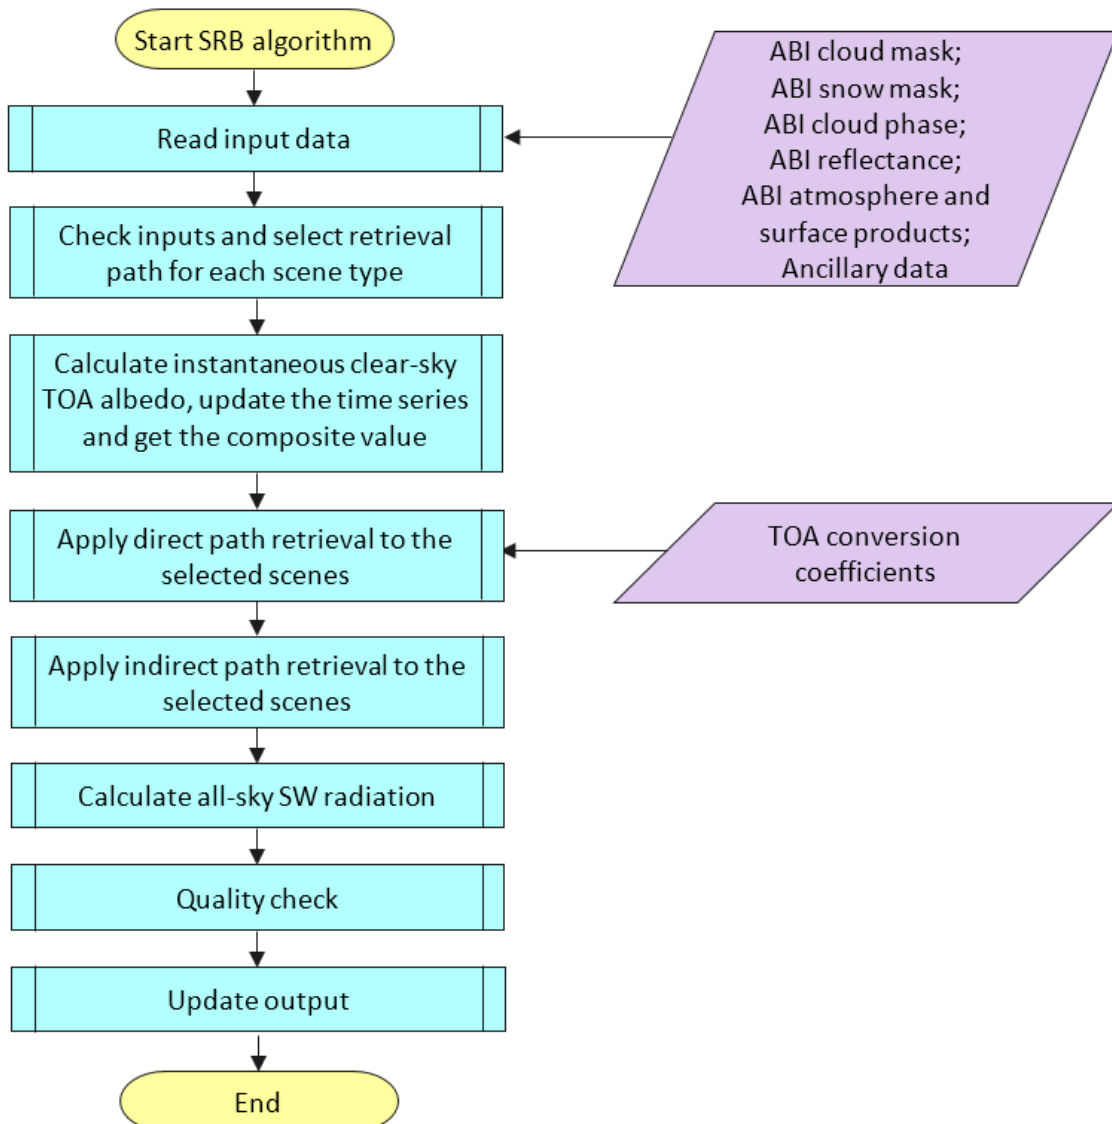 Start SRB algorithm
ABI cloud mask;
ABI snow mask;
ABI cloud phase;
ABI reflectance;
ABI atmosphere and
surface products;
Ancillary data
Read input data
Check inputs and select retrieval
path for each scene type
Calculate instantaneous clear-sky
TOA albedo, update the time series
and get the composite value
Apply direct path retrieval to the
selected scenes
TOA conversion
coefficients
Apply indirect path retrieval to the
selected scenes
Calculate all-sky SW radiation
Quality check
Update output
End